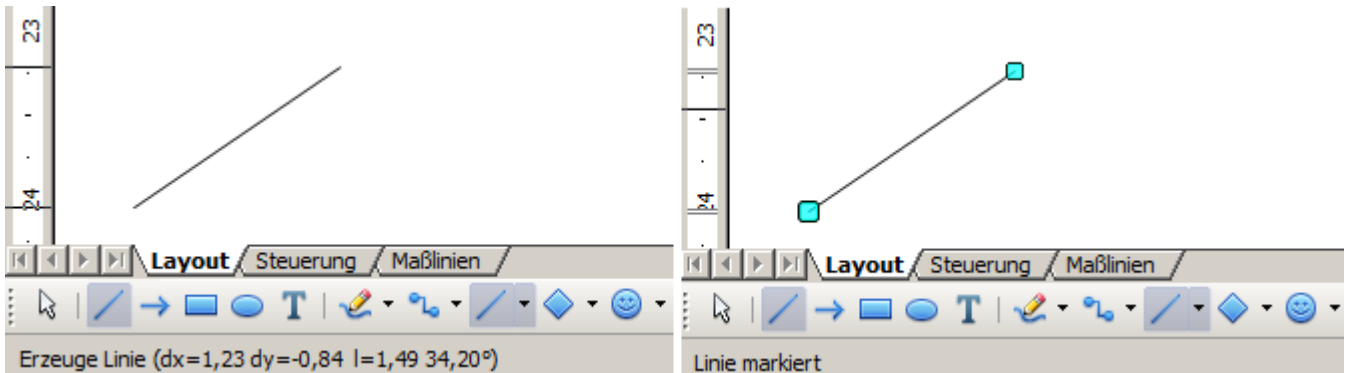 23
24
Layout Steuerung Maßlinien
T
Erzeuge Linie (dx=1,23 dy=-0,84 l=1,49 34,20°)
23
24
Layout Steuerung Maßlinien
T
Linie markiert